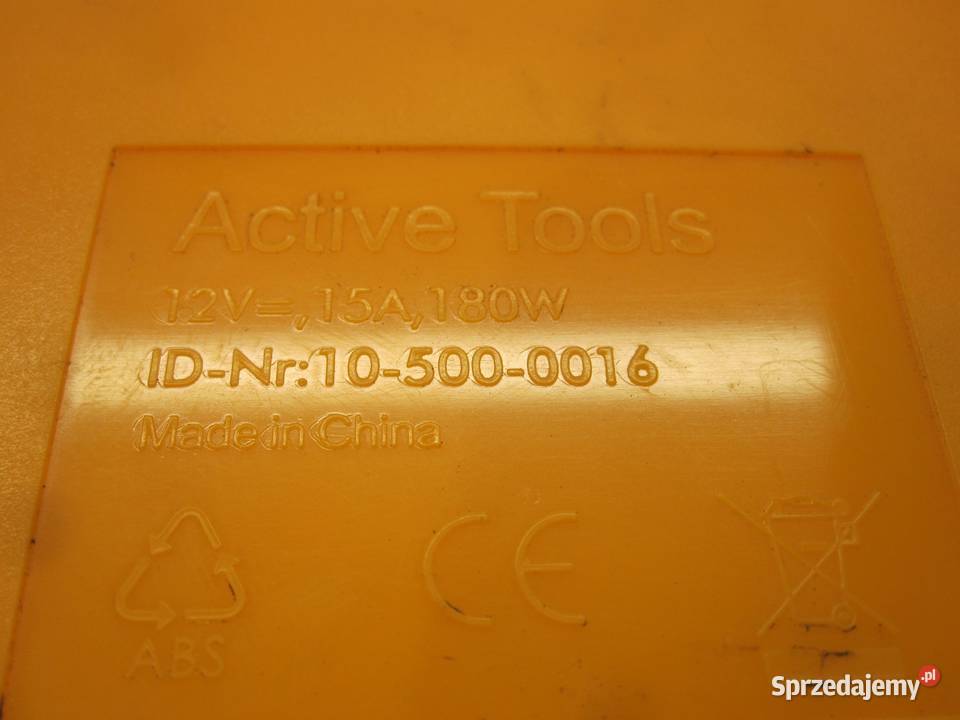 Active Tools
12V=,15A,180W
ID-Nr:10-500-0016
Made in China
CE
ABS
Sprzedajemy.pl